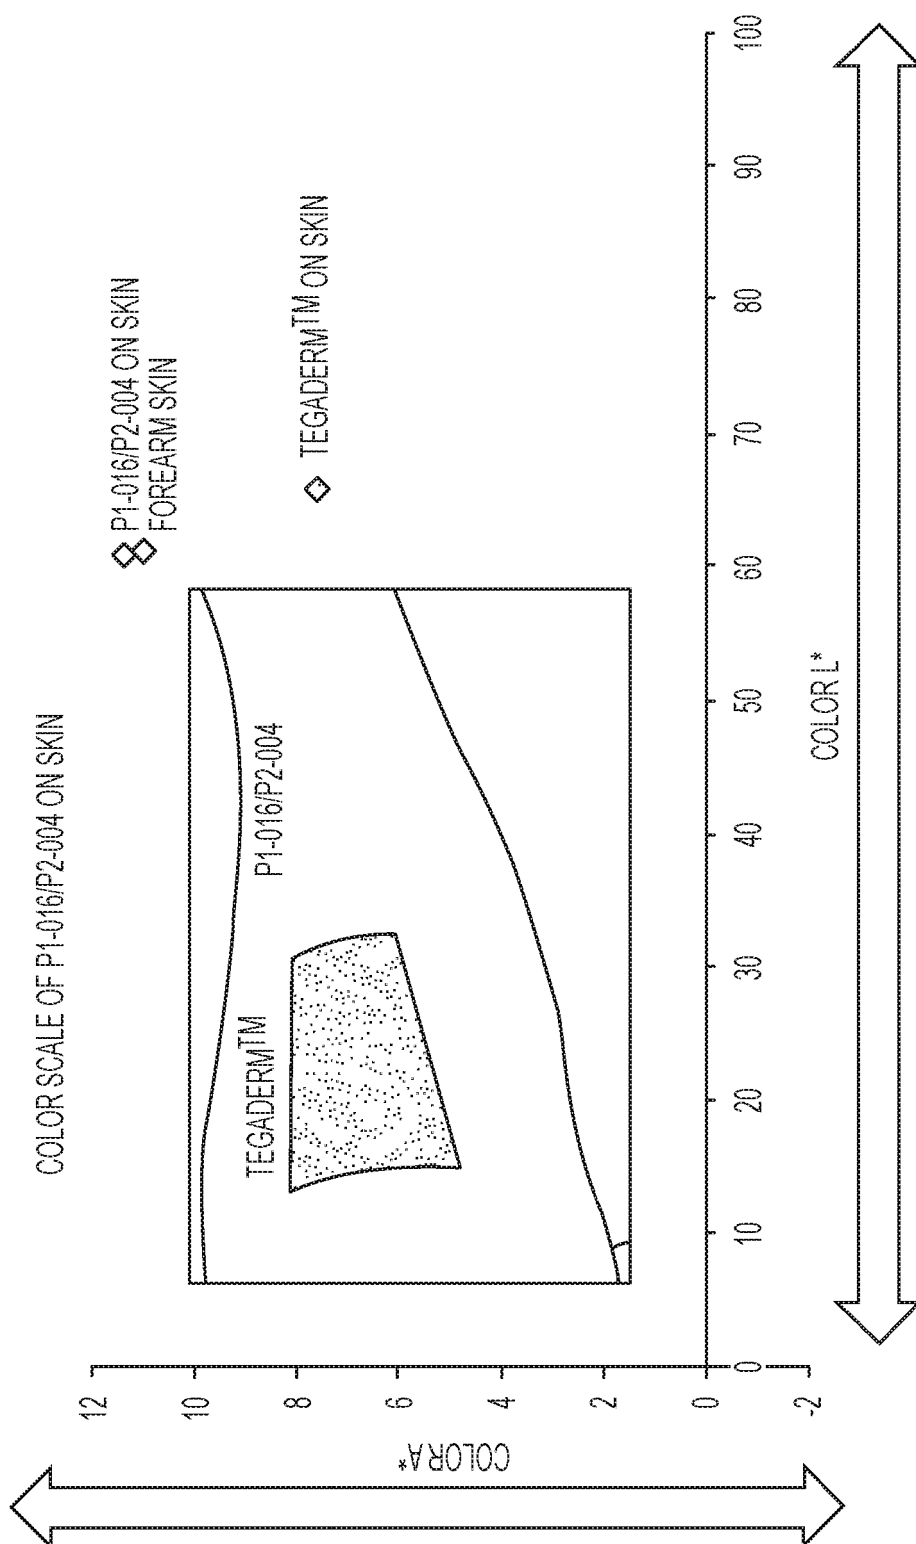 COLOR SCALE OF P1-016/P2-004 ON SKIN
P1-016/P2-004 ON SKIN
FOREARM SKIN
TEGADERM™ ON SKIN
TEGADERM™
P1-016/P2-004
COLOR A*
12
10
8
6
4
2
0
-2
0
10
20
30
40
50
60
70
80
90
100
COLOR L*